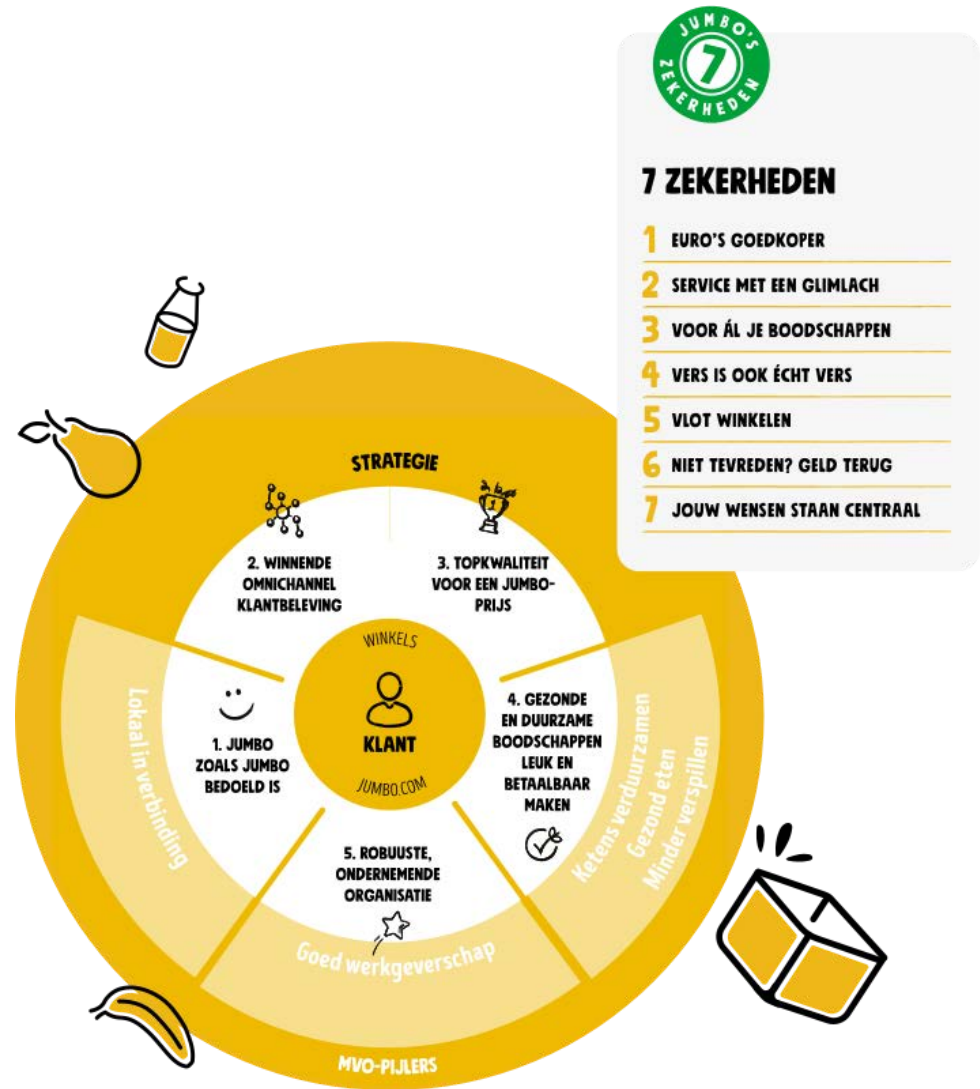 JUMBO'S
7
ZEKERHEDEN
7 ZEKERHEDEN
1 EURO'S GOEDKOPER
2 SERVICE MET EEN GLIMLACH
3 VOOR ÁL JE BOODSCHAPPEN
4 VERS IS OOK ÉCHT VERS
5 VLOT WINKELEN
6 NIET TEVREDEN? GELD TERUG
7 JOUW WENSEN STAAN CENTRAAL
STRATEGIE
2. WINNENDE
OMNICHANNEL
KLANTBELEVING
1
3. TOPKWALITEIT
VOOR EEN JUMBO-
PRIJS
WINKELS
KLANT
JUMBO.COM
1. JUMBO
ZOALS JUMBO
BEDOELD IS
4. GEZONDE
EN DUURZAME
BOODSCHAPPEN
LEUK EN
BETAALBAAR
MAKEN
5. ROBUUSTE,
ONDERNEMENDE
ORGANISATIE
Lokaal in verbinding
Ketens verduurzamen
Gezond eten
Minder verspillen
Goed werkgeverschap
MVO-PIJLERS